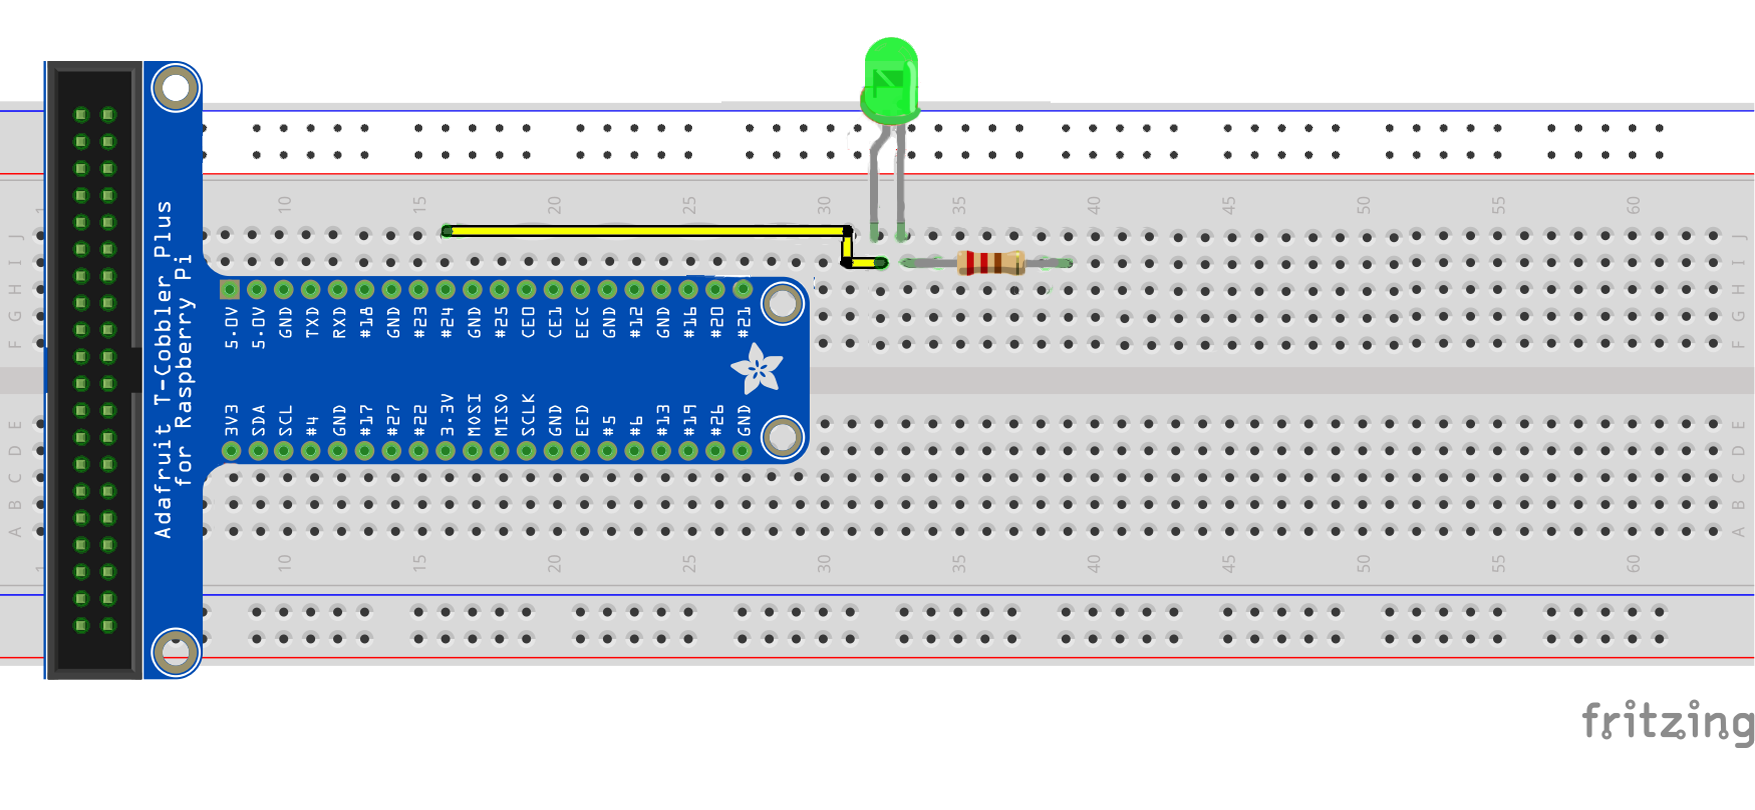 1 10 15 20 25 30 35 40 45 50 55 60
J J
I I
H H
G G
F F
5.0V 5.0V GND TXD RXD #18 GND #23 #24 GND #25 CE0 CE1 EEC GND #12 GND #16 #20 #21
Adafruit T-Cobbler Plus
for Raspberry Pi
3V3 SDA SCL #4 GND #17 #27 #22 3.3V MOSI MISO SCLK GND EED #5 #6 #13 #19 #26 GND
E E
D D
C C
B B
A A
1 10 15 20 25 30 35 40 45 50 55 60
fritzing